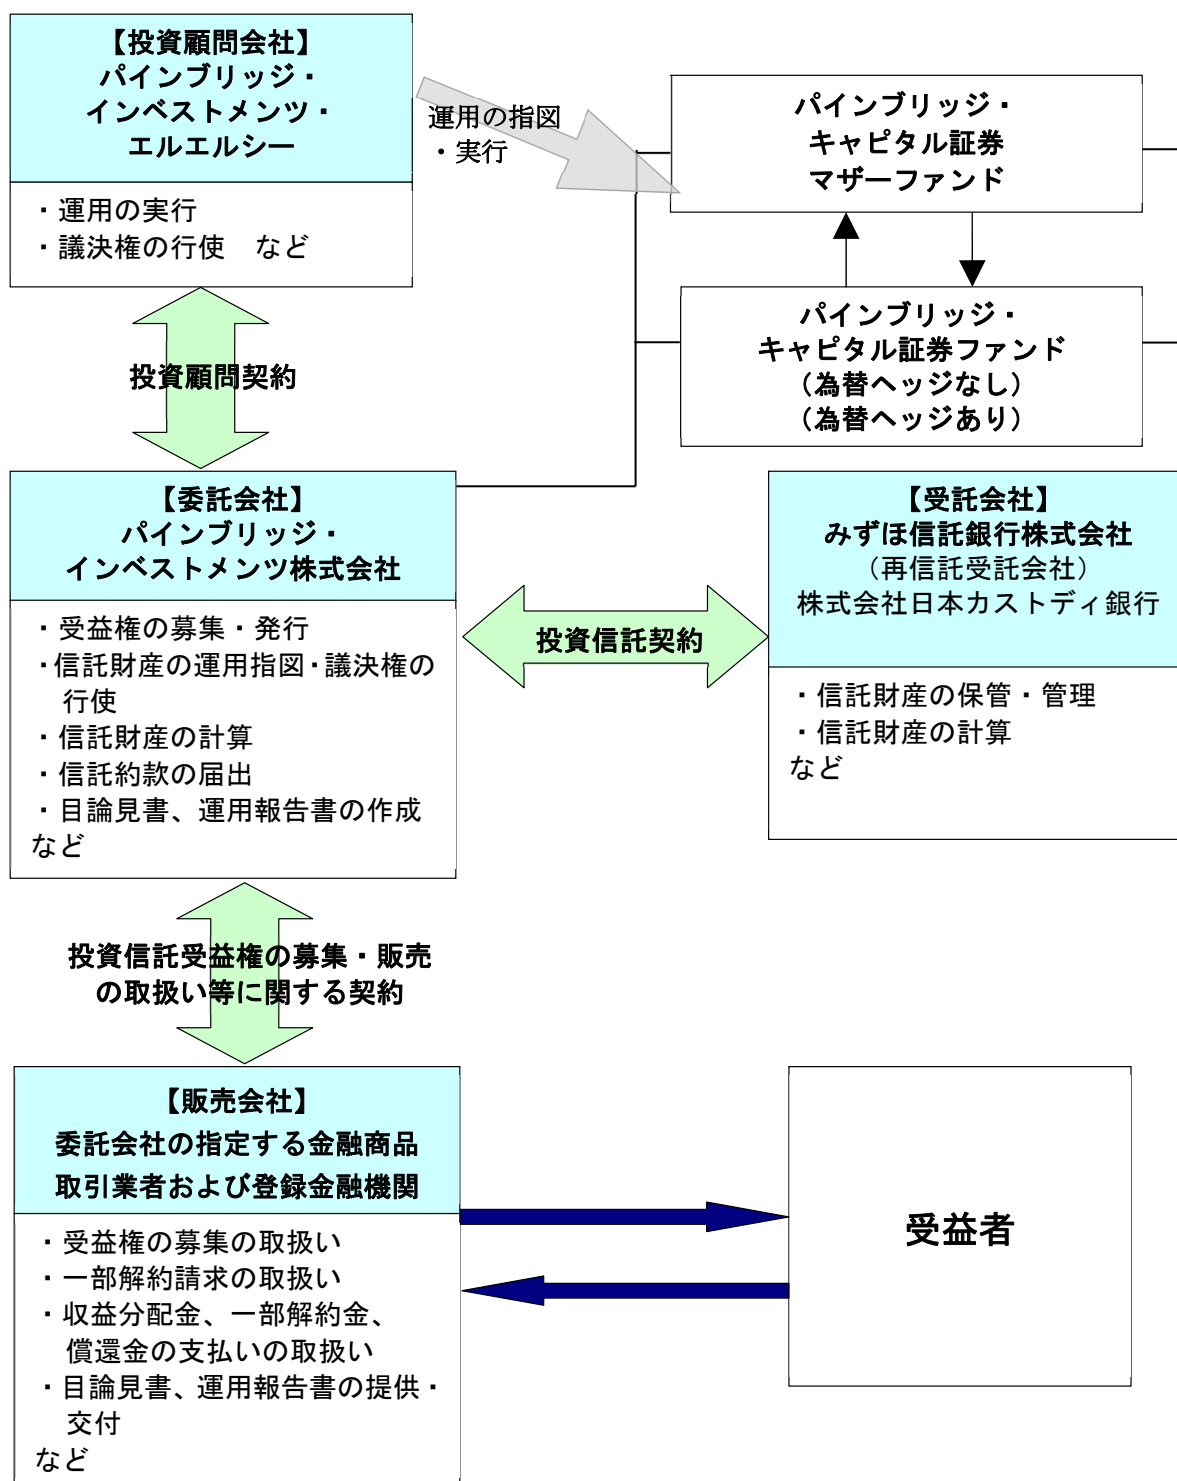 【投資顧問会社】
パインブリッジ・
インベストメンツ・
エルエルシー
・運用の実行
・議決権の行使　など
運用の指図
・実行
パインブリッジ・
キャピタル証券
マザーファンド
パインブリッジ・
キャピタル証券ファンド
（為替ヘッジなし）
（為替ヘッジあり）
投資顧問契約
【委託会社】
パインブリッジ・
インベストメンツ株式会社
・受益権の募集・発行
・信託財産の運用指図・議決権の
行使
・信託財産の計算
・信託約款の届出
・目論見書、運用報告書の作成
など
投資信託契約
【受託会社】
みずほ信託銀行株式会社
（再信託受託会社）
株式会社日本カストディ銀行
・信託財産の保管・管理
・信託財産の計算
など
投資信託受益権の募集・販売
の取扱い等に関する契約
【販売会社】
委託会社の指定する金融商品
取引業者および登録金融機関
・受益権の募集の取扱い
・一部解約請求の取扱い
・収益分配金、一部解約金、
償還金の支払いの取扱い
・目論見書、運用報告書の提供・
交付
など
受益者